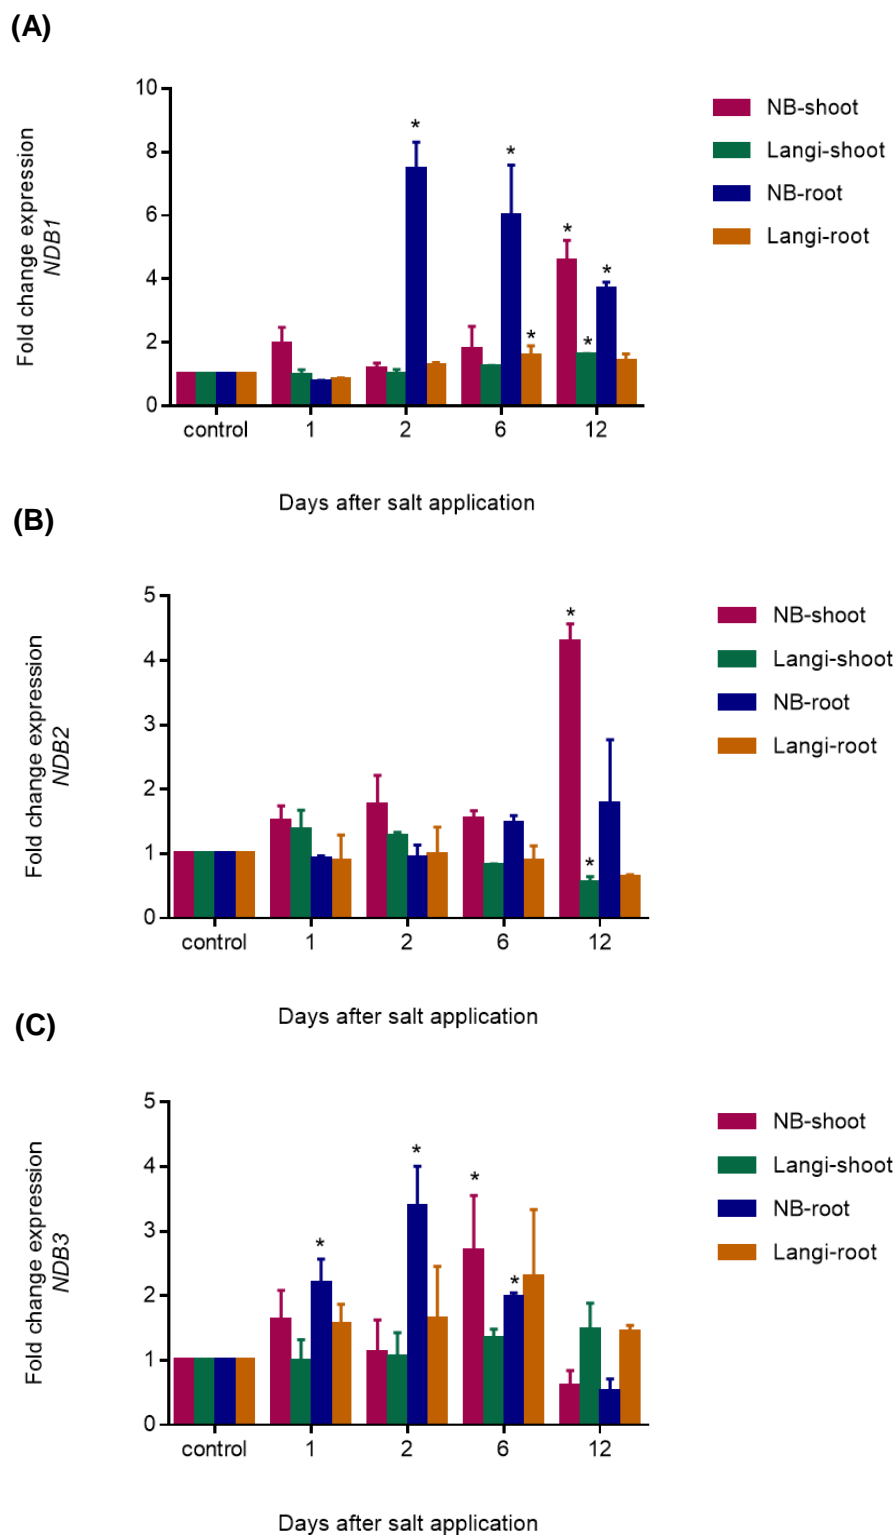 (A)
Fold change expression
NDB1
10
8
6
4
2
0
control 1 2 6 12
* * * * * *
Days after salt application
NB-shoot
Langi-shoot
NB-root
Langi-root
(B)
Fold change expression
NDB2
5
4
3
2
1
0
control 1 2 6 12
* *
Days after salt application
NB-shoot
Langi-shoot
NB-root
Langi-root
(C)
Fold change expression
NDB3
5
4
3
2
1
0
control 1 2 6 12
* * * *
Days after salt application
NB-shoot
Langi-shoot
NB-root
Langi-root